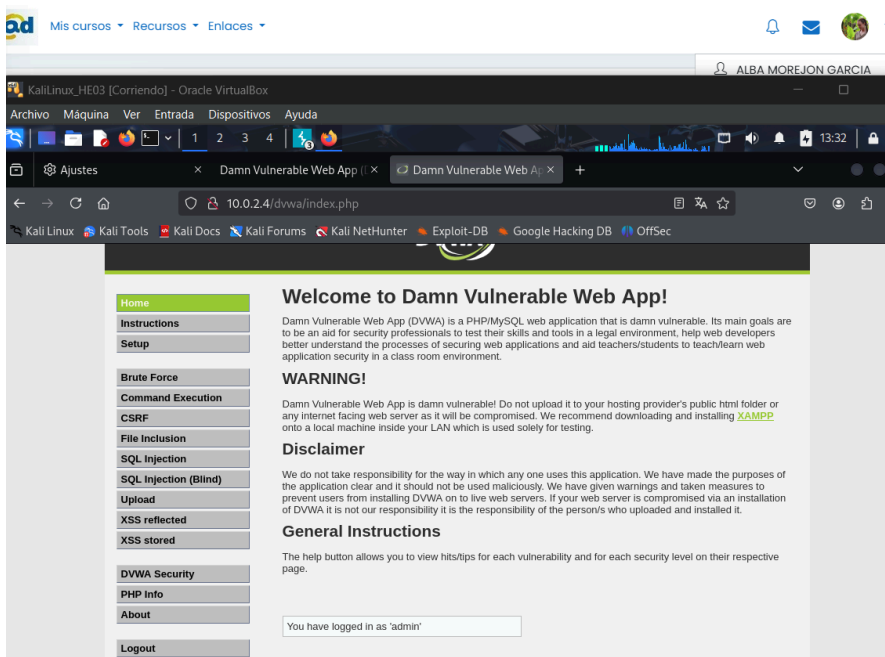 ad Mis cursos Recursos Enlaces
ALBA MOREJON GARCIA
KaliLinux_HE03 [Corriendo] - Oracle VirtualBox
Archivo Máquina Ver Entrada Dispositivos Ayuda
1 2 3 4 13:32
Ajustes × Damn Vulnerable Web App (D × Damn Vulnerable Web Ap × +
10.0.2.4/dvwa/index.php
Kali Linux Kali Tools Kali Docs Kali Forums Kali NetHunter Exploit-DB Google Hacking DB OffSec
Home
Instructions
Setup
Brute Force
Command Execution
CSRF
File Inclusion
SQL Injection
SQL Injection (Blind)
Upload
XSS reflected
XSS stored
DVWA Security
PHP Info
About
Logout
Welcome to Damn Vulnerable Web App!
Damn Vulnerable Web App (DVWA) is a PHP/MySQL web application that is damn vulnerable. Its main goals are
to be an aid for security professionals to test their skills and tools in a legal environment, help web developers
better understand the processes of securing web applications and aid teachers/students to teach/learn web
application security in a class room environment.
WARNING!
Damn Vulnerable Web App is damn vulnerable! Do not upload it to your hosting provider's public html folder or
any internet facing web server as it will be compromised. We recommend downloading and installing XAMPP
onto a local machine inside your LAN which is used solely for testing.
Disclaimer
We do not take responsibility for the way in which any one uses this application. We have made the purposes of
the application clear and it should not be used maliciously. We have given warnings and taken measures to
prevent users from installing DVWA on to live web servers. If your web server is compromised via an installation
of DVWA it is not our responsibility it is the responsibility of the person/s who uploaded and installed it.
General Instructions
The help button allows you to view hits/tips for each vulnerability and for each security level on their respective
page.
You have logged in as 'admin'